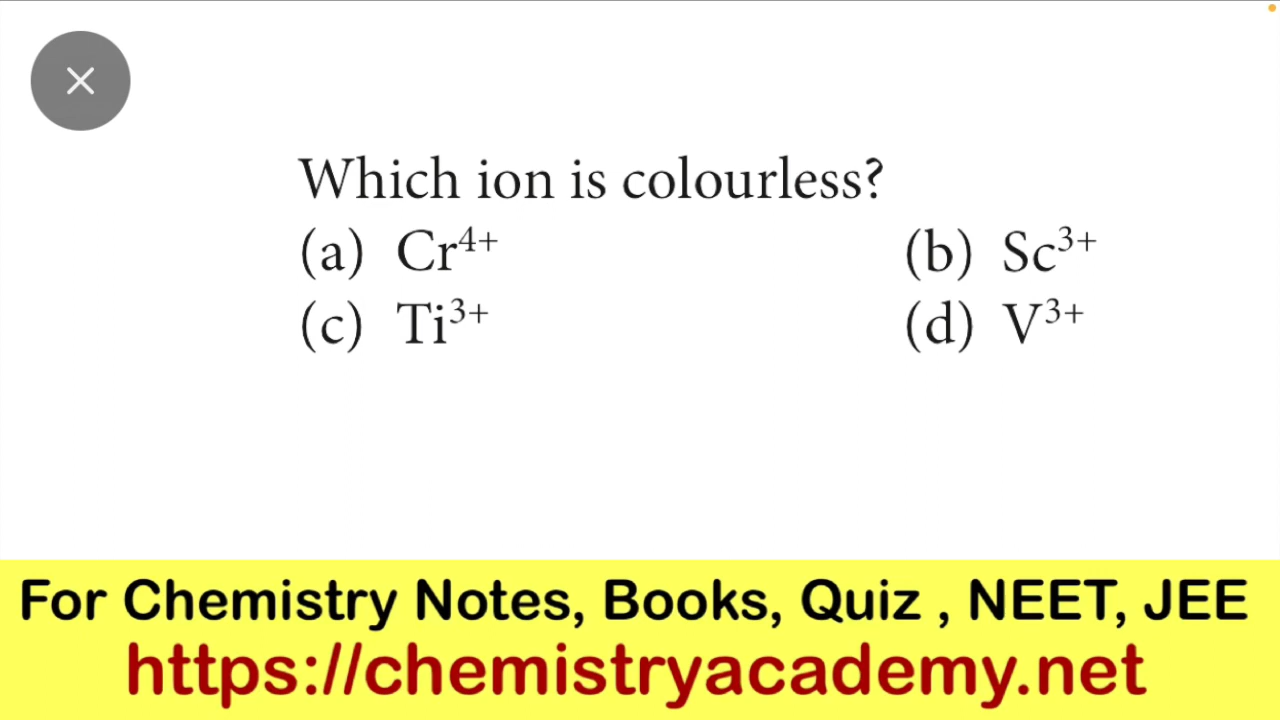 Which ion is colourless?
(a) Cr⁴⁺ (b) Sc³⁺
(c) Ti³⁺ (d) V³⁺
For Chemistry Notes, Books, Quiz , NEET, JEE
https://chemistryacademy.net